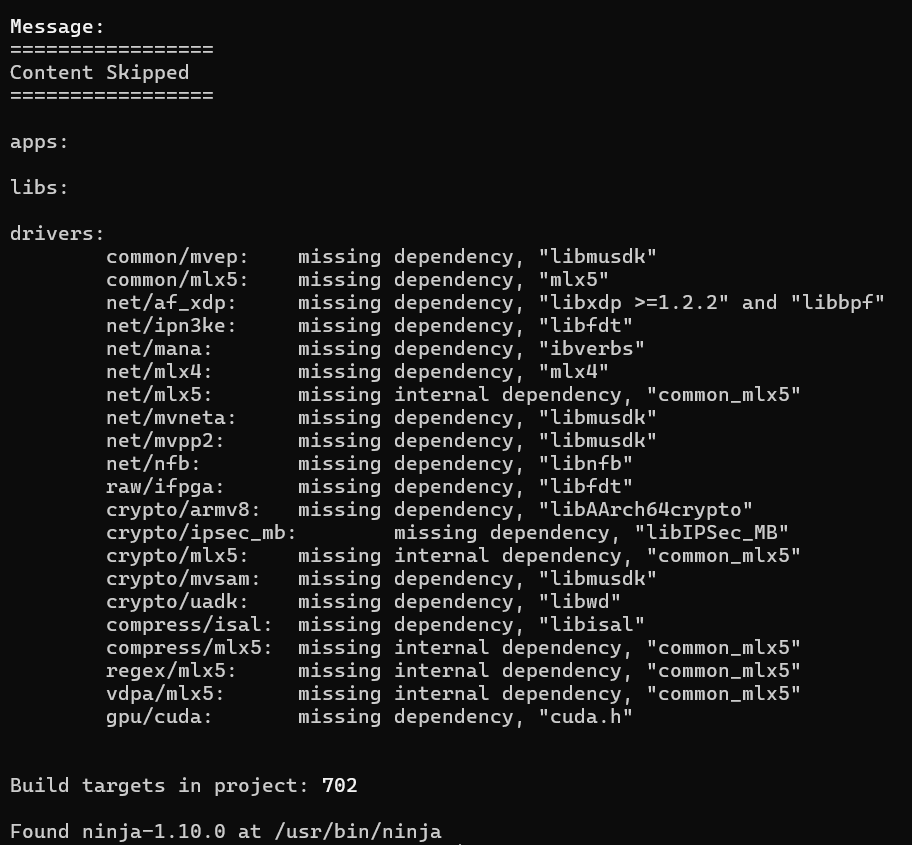 Message:
=================
Content Skipped
=================
apps:
libs:
drivers:
common/mvep: missing dependency, "libmusdk"
common/mlx5: missing dependency, "mlx5"
net/af_xdp: missing dependency, "libxdp >=1.2.2" and "libbpf"
net/ipn3ke: missing dependency, "libfdt"
net/mana: missing dependency, "ibverbs"
net/mlx4: missing dependency, "mlx4"
net/mlx5: missing internal dependency, "common_mlx5"
net/mvneta: missing dependency, "libmusdk"
net/mvpp2: missing dependency, "libmusdk"
net/nfb: missing dependency, "libnfb"
raw/ifpga: missing dependency, "libfdt"
crypto/armv8: missing dependency, "libAArch64crypto"
crypto/ipsec_mb: missing dependency, "libIPSec_MB"
crypto/mlx5: missing internal dependency, "common_mlx5"
crypto/mvsam: missing dependency, "libmusdk"
crypto/uadk: missing dependency, "libwd"
compress/isal: missing dependency, "libisal"
compress/mlx5: missing internal dependency, "common_mlx5"
regex/mlx5: missing internal dependency, "common_mlx5"
vdpa/mlx5: missing internal dependency, "common_mlx5"
gpu/cuda: missing dependency, "cuda.h"
Build targets in project: 702
Found ninja-1.10.0 at /usr/bin/ninja